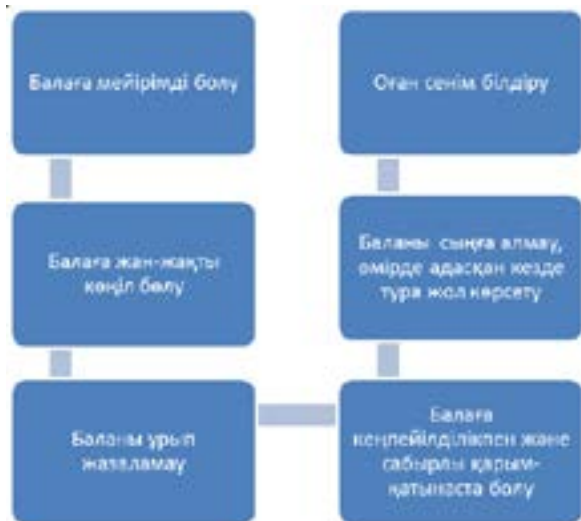 Балаға мейірімді болу
Балаға жан-жақты
көңіл бөлу
Баланы ұрып
жазаламау
Балаға
кеңпейілділікпен және
сабырлы қарым-
қатынаста болу
Баланы сыңға алмау,
өмірде адасқан кезде
тура жол көрсету
Оған сенім білдіру